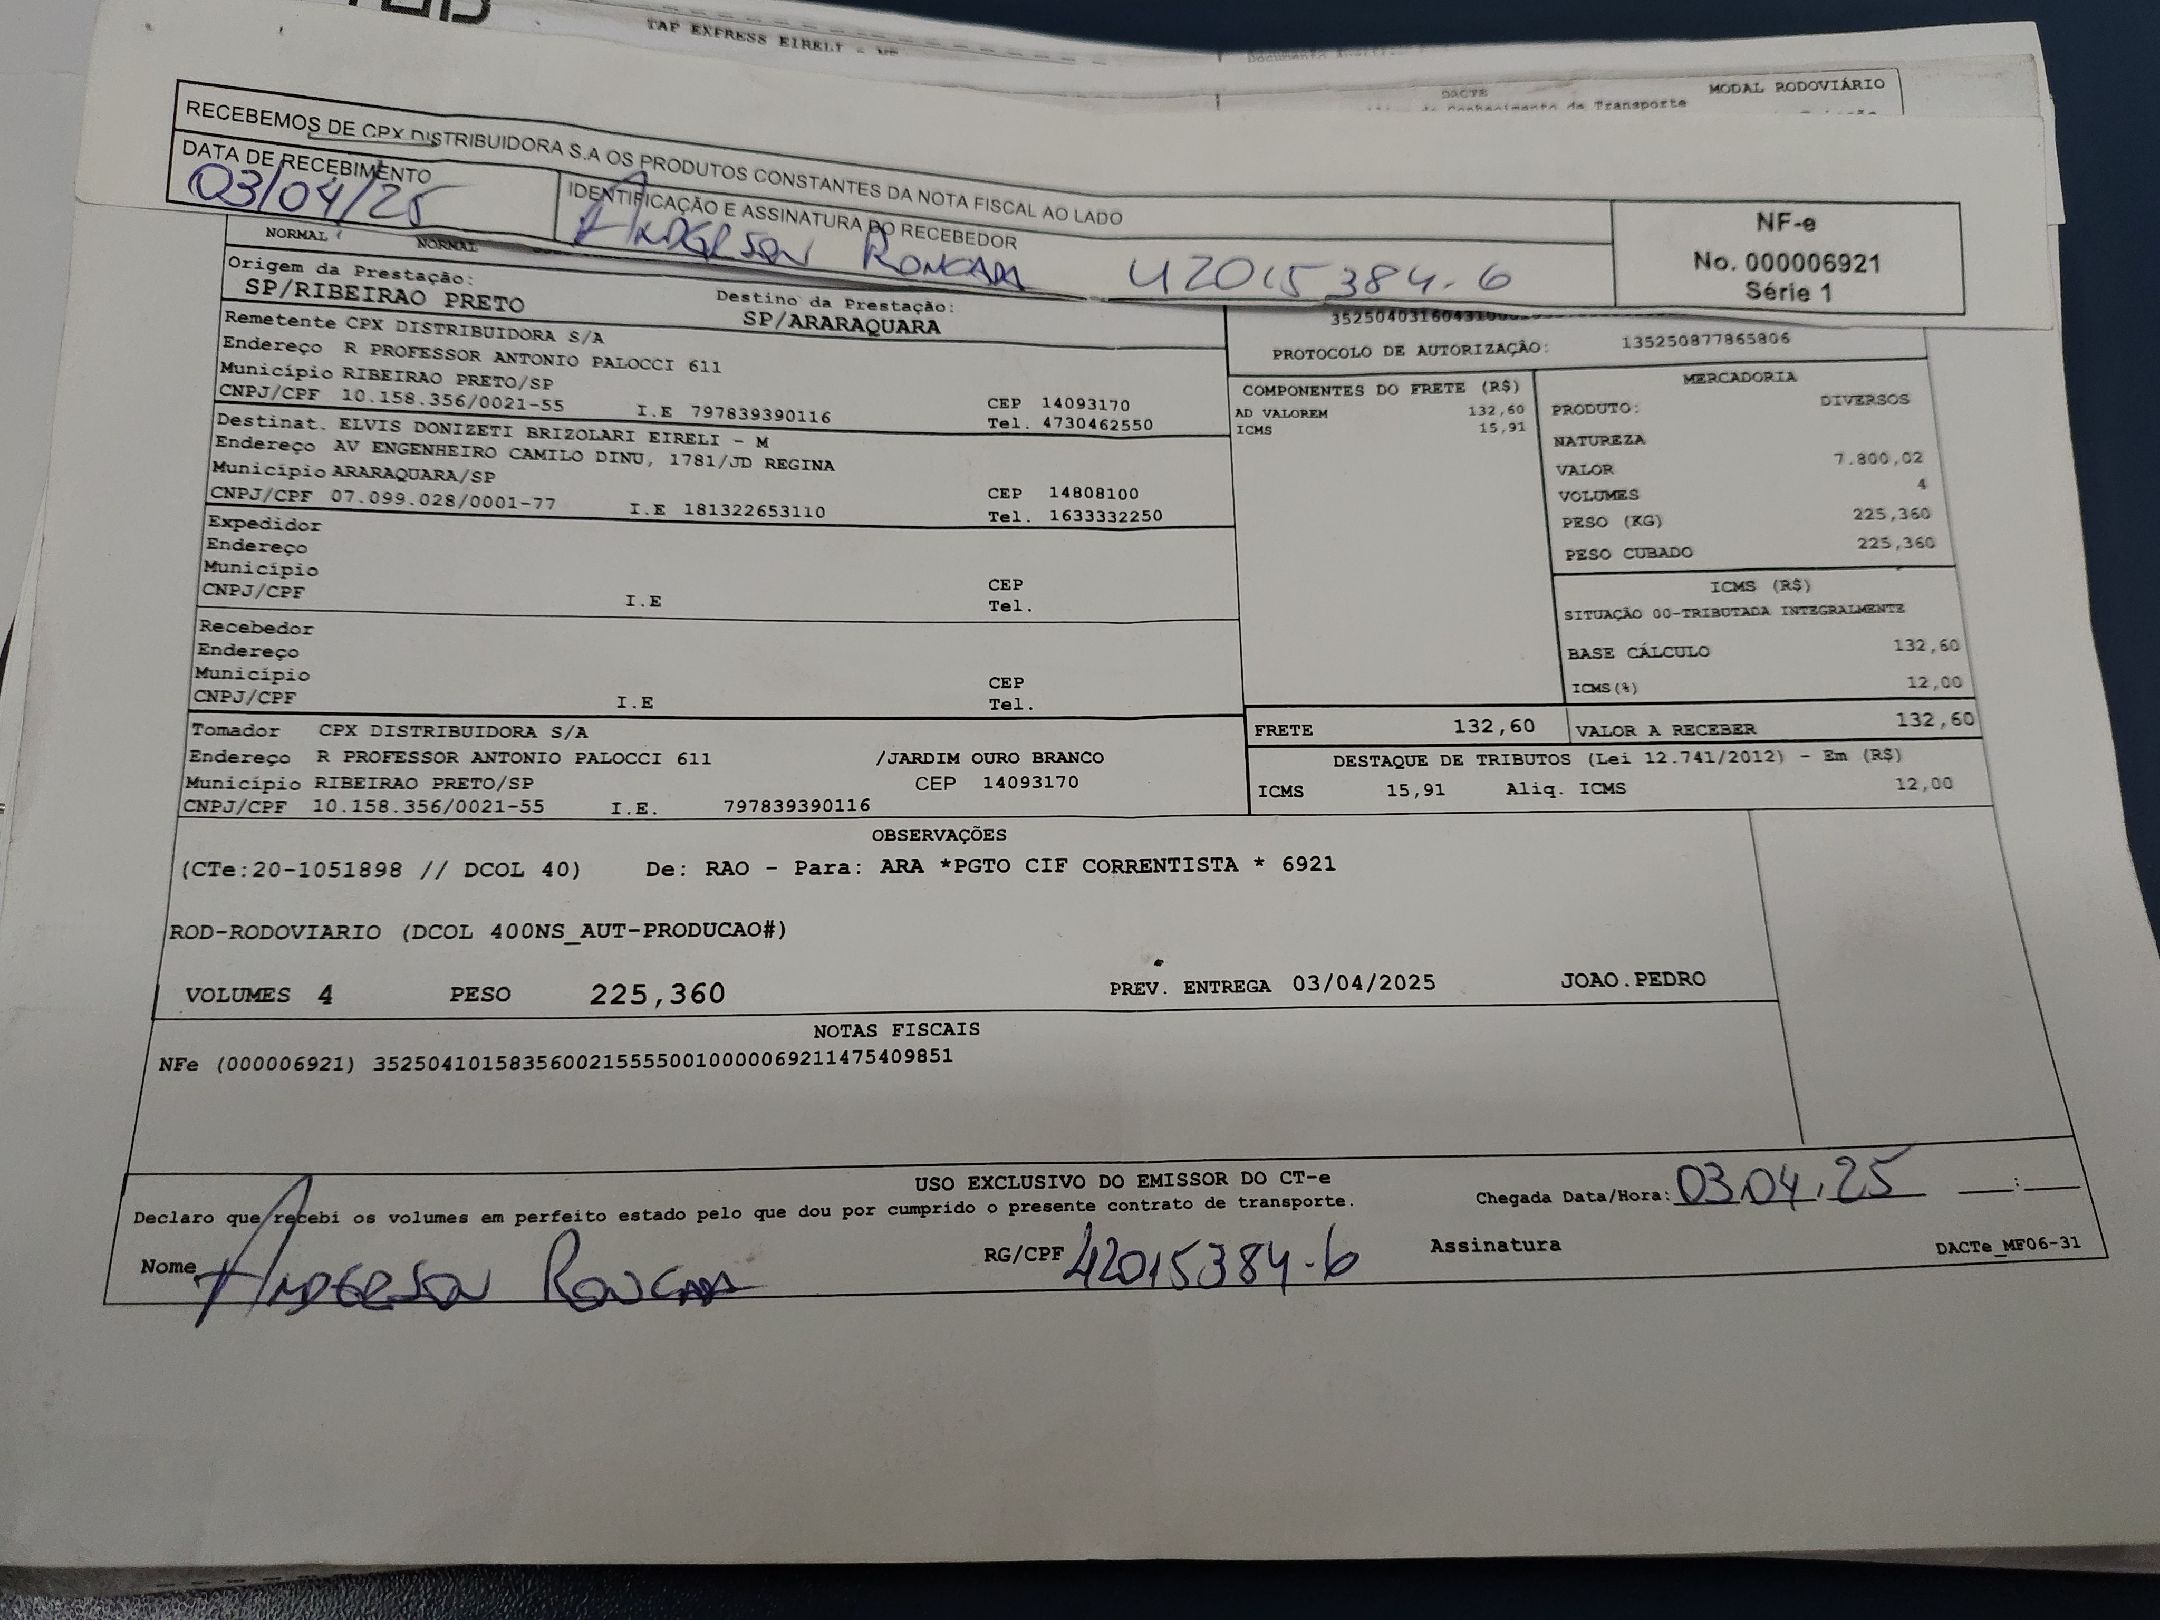 TAF EXPRESS EIRELI - ME
DACTE
MODAL RODOVIÁRIO
de Transporte
RECEBEMOS DE CPX DISTRIBUIDORA S.A OS PRODUTOS CONSTANTES DA NOTA FISCAL AO LADO
DATA DE RECEBIMENTO
03/04/25
IDENTIFICAÇÃO E ASSINATURA DO RECEBEDOR
ANDERSON RONCADA 42015384-6
NF-e
No. 000006921
Série 1
NORMAL NORMAL
Origem da Prestação:
SP/RIBEIRAO PRETO
Destino da Prestação:
SP/ARARAQUARA
PROTOCOLO DE AUTORIZAÇÃO: 135250877865806
Remetente CPX DISTRIBUIDORA S/A
Endereço R PROFESSOR ANTONIO PALOCCI 611
Município RIBEIRAO PRETO/SP CEP 14093170
CNPJ/CPF 10.158.356/0021-55 I.E 797839390116 Tel. 4730462550
Destinat. ELVIS DONIZETI BRIZOLARI EIRELI - M
Endereço AV ENGENHEIRO CAMILO DINU, 1781/JD REGINA
Município ARARAQUARA/SP CEP 14808100
CNPJ/CPF 07.099.028/0001-77 I.E 181322653110 Tel. 1633332250
Expedidor
Endereço
Município CEP
CNPJ/CPF I.E Tel.
Recebedor
Endereço
Município CEP
CNPJ/CPF I.E Tel.
Tomador CPX DISTRIBUIDORA S/A
Endereço R PROFESSOR ANTONIO PALOCCI 611 /JARDIM OURO BRANCO
Município RIBEIRAO PRETO/SP CEP 14093170
CNPJ/CPF 10.158.356/0021-55 I.E. 797839390116
COMPONENTES DO FRETE (R$)
AD VALOREM 132,60
ICMS 15,91
MERCADORIA
PRODUTO: DIVERSOS
NATUREZA
VALOR 7.800,02
VOLUMES 4
PESO (KG) 225,360
PESO CUBADO 225,360
ICMS (R$)
SITUAÇÃO 00-TRIBUTADA INTEGRALMENTE
BASE CÁLCULO 132,60
ICMS(%) 12,00
FRETE 132,60 VALOR A RECEBER 132,60
DESTAQUE DE TRIBUTOS (Lei 12.741/2012) - Em (R$)
ICMS 15,91 Aliq. ICMS 12,00
OBSERVAÇÕES
(CTe:20-1051898 // DCOL 40) De: RAO - Para: ARA *PGTO CIF CORRENTISTA * 6921
ROD-RODOVIARIO (DCOL 400NS_AUT-PRODUCAO#)
VOLUMES 4 PESO 225,360 PREV. ENTREGA 03/04/2025 JOAO.PEDRO
NOTAS FISCAIS
NFe (000006921) 35250410158356002155550010000069211475409851
USO EXCLUSIVO DO EMISSOR DO CT-e
Declaro que recebi os volumes em perfeito estado pelo que dou por cumprido o presente contrato de transporte.
Chegada Data/Hora: 03.04.25 ___:___
Nome ANDERSON RONCADA RG/CPF 42015384-6 Assinatura
DACTe_MF06-31